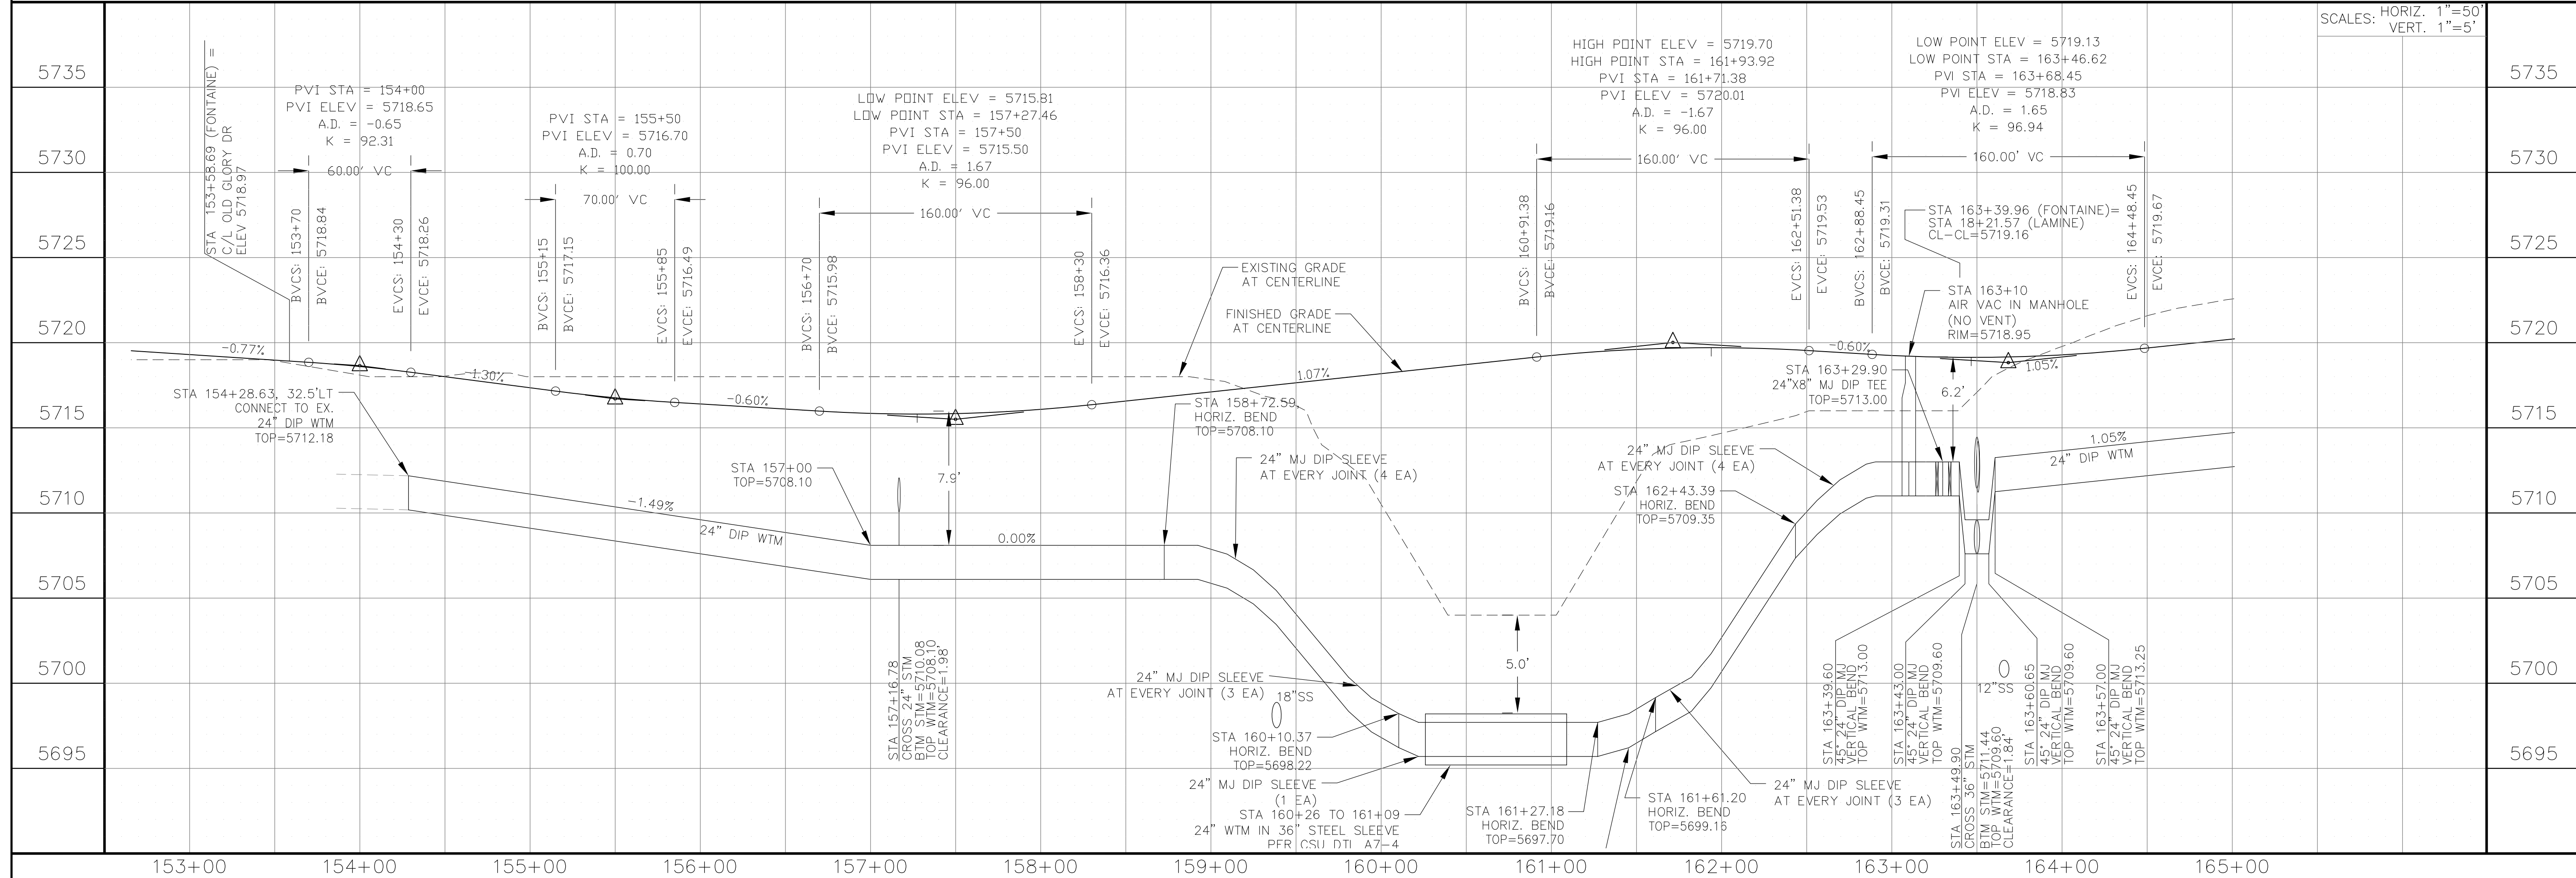 SCALES: HORIZ. 1"=50'
VERT. 1"=5'
5735
5730
5725
5720
5715
5710
5705
5700
5695
STA 153+58.69 (FONTAINE) =
C/L OLD GLORY DR
ELEV 5718.97
PVI STA = 154+00
PVI ELEV = 5718.65
A.D. = -0.65
K = 92.31
60.00' VC
BVCS: 153+70
BVCE: 5718.84
EVCS: 154+30
EVCE: 5718.26
PVI STA = 155+50
PVI ELEV = 5716.70
A.D. = 0.70
K = 100.00
70.00' VC
BVCS: 155+15
BVCE: 5717.15
EVCS: 155+85
EVCE: 5716.49
LOW POINT ELEV = 5715.81
LOW POINT STA = 157+27.46
PVI STA = 157+50
PVI ELEV = 5715.50
A.D. = 1.67
K = 96.00
160.00' VC
BVCS: 156+70
BVCE: 5715.98
EVCS: 158+30
EVCE: 5716.36
EXISTING GRADE
AT CENTERLINE
FINISHED GRADE
AT CENTERLINE
HIGH POINT ELEV = 5719.70
HIGH POINT STA = 161+93.92
PVI STA = 161+71.38
PVI ELEV = 5720.01
A.D. = -1.67
K = 96.00
160.00' VC
BVCS: 160+91.38
BVCE: 5719.16
EVCS: 162+51.38
EVCE: 5719.53
LOW POINT ELEV = 5719.13
LOW POINT STA = 163+46.62
PVI STA = 163+68.45
PVI ELEV = 5718.83
A.D. = 1.65
K = 96.94
160.00' VC
BVCS: 162+88.45
BVCE: 5719.31
EVCS: 164+48.45
EVCE: 5719.67
STA 163+39.96 (FONTAINE)=
STA 18+21.57 (LAMINE)
CL-CL=5719.16
STA 163+10
AIR VAC IN MANHOLE
(NO VENT)
RIM=5718.95
-0.77%
-1.30%
-0.60%
1.07%
-0.60%
1.05%
STA 154+28.63, 32.5'LT
CONNECT TO EX.
24" DIP WTM
TOP=5712.18
-1.49%
24" DIP WTM
STA 157+00
TOP=5708.10
7.9'
0.00%
STA 157+16.78
CROSS 24" STM
BTM STM=5710.08
TOP WTM=5708.10
CLEARANCE=1.98'
STA 158+72.59,
HORIZ. BEND
TOP=5708.10
24" MJ DIP SLEEVE
AT EVERY JOINT (4 EA)
24" MJ DIP SLEEVE
AT EVERY JOINT (3 EA)
18"SS
STA 160+10.37
HORIZ. BEND
TOP=5698.22
24" MJ DIP SLEEVE
(1 EA)
STA 160+26 TO 161+09
24" WTM IN 36" STEEL SLEEVE
PER CSU DTL A7-4
5.0'
STA 161+27.18
HORIZ. BEND
TOP=5697.70
STA 161+61.20
HORIZ. BEND
TOP=5699.16
24" MJ DIP SLEEVE
AT EVERY JOINT (3 EA)
24" MJ DIP SLEEVE
AT EVERY JOINT (4 EA)
STA 162+43.39
HORIZ. BEND
TOP=5709.35
STA 163+29.90
24"X8" MJ DIP TEE
TOP=5713.00
6.2'
1.05%
24" DIP WTM
STA 163+39.60
45° 24" DIP MJ
VERTICAL BEND
TOP WTM=5713.00
STA 163+43.00
45° 24" DIP MJ
VERTICAL BEND
TOP WTM=5709.60
STA 163+49.90
CROSS 36" STM
BTM STM=5711.44
TOP WTM=5709.60
CLEARANCE=1.84'
12"SS
STA 163+60.65
45° 24" DIP MJ
VERTICAL BEND
TOP WTM=5709.60
STA 163+57.00
45° 24" DIP MJ
VERTICAL BEND
TOP WTM=5713.25
5735
5730
5725
5720
5715
5710
5705
5700
5695
153+00
154+00
155+00
156+00
157+00
158+00
159+00
160+00
161+00
162+00
163+00
164+00
165+00